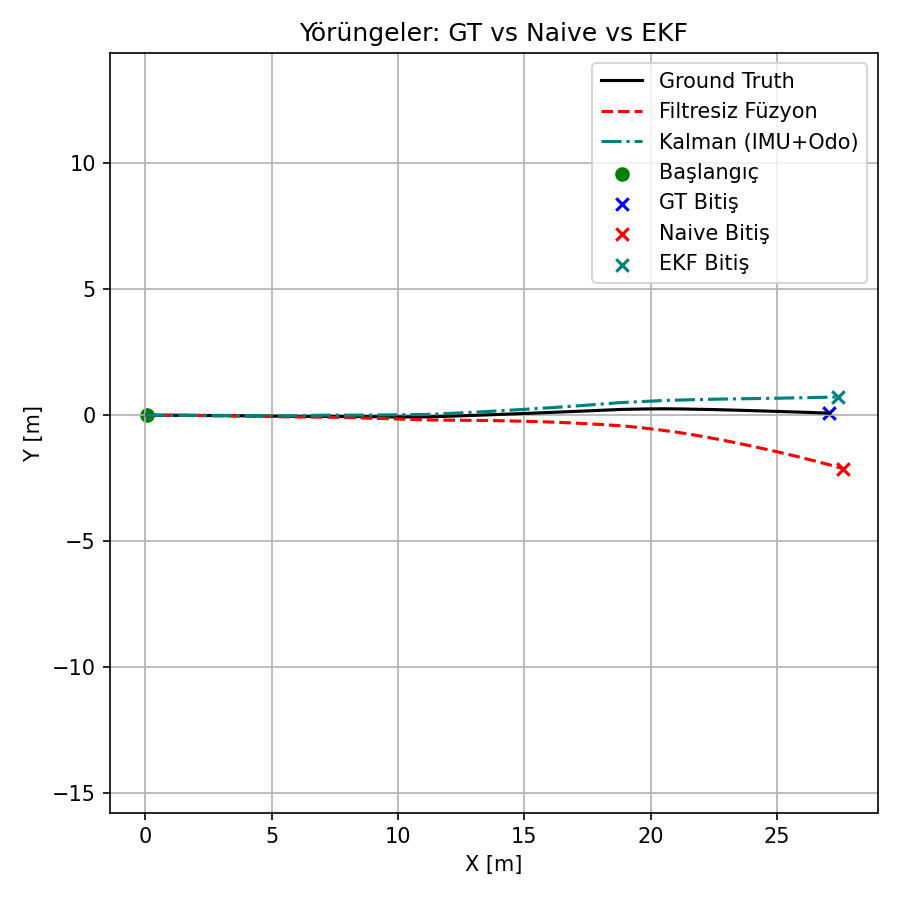 Yörüngeler: GT vs Naive vs EKF
Ground Truth
Filtresiz Füzyon
Kalman (IMU+Odo)
Başlangıç
GT Bitiş
Naive Bitiş
EKF Bitiş
Y [m]
10
5
0
−5
−10
−15
0 5 10 15 20 25
X [m]